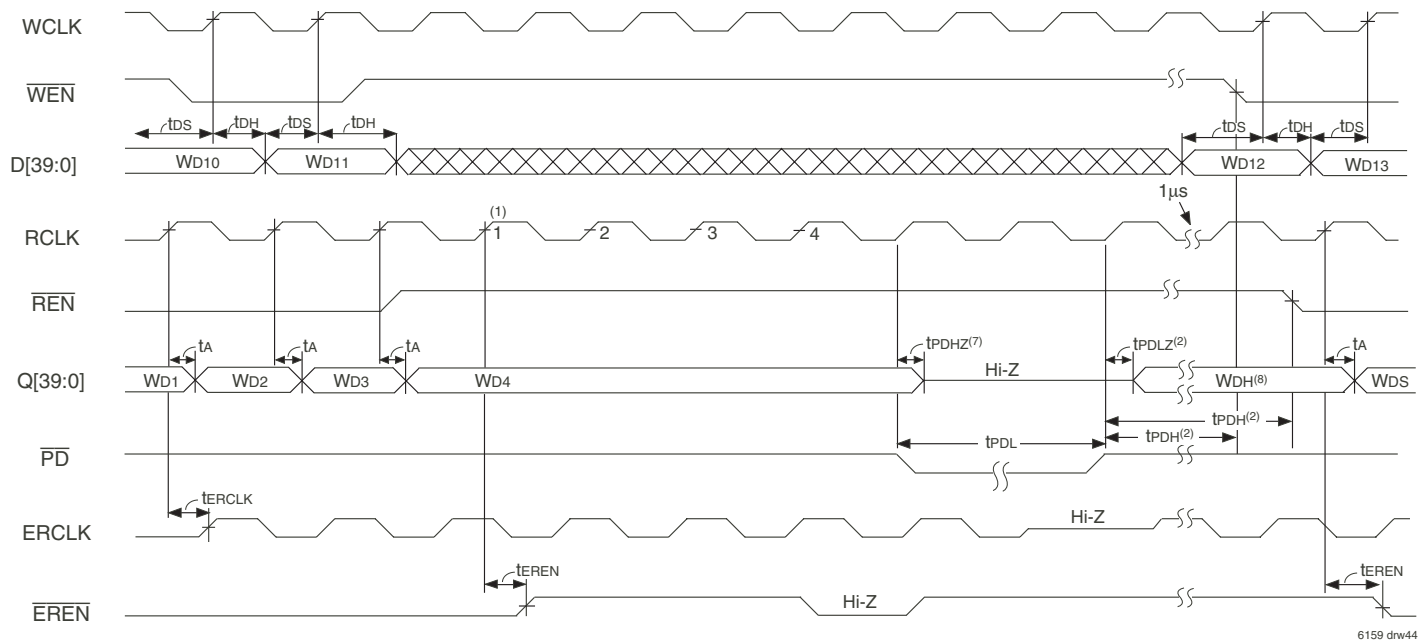 WCLK
WEN
tDS tDH tDS tDH tDS tDH tDS
D[39:0] WD10 WD11 WD12 WD13
1µs
(1)
RCLK 1 2 3 4
REN
tA tA tA tPDHZ(7) tPDLZ(2) tA
Q[39:0] WD1 WD2 WD3 WD4 Hi-Z WDH(8) WDS
tPDH(2)
tPDL tPDH(2)
PD
tERCLK
ERCLK Hi-Z
tEREN tEREN
EREN Hi-Z
6159 drw44